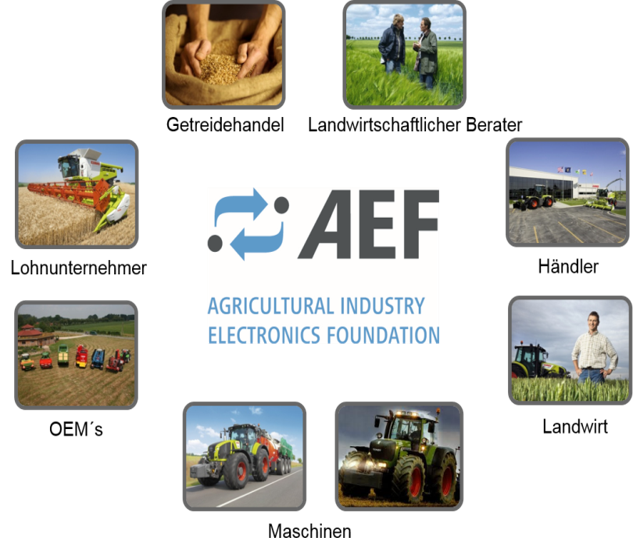 Getreidehandel
Landwirtschaftlicher Berater
Lohnunternehmer
AEF
AGRICULTURAL INDUSTRY
ELECTRONICS FOUNDATION
Händler
OEM´s
Landwirt
Maschinen